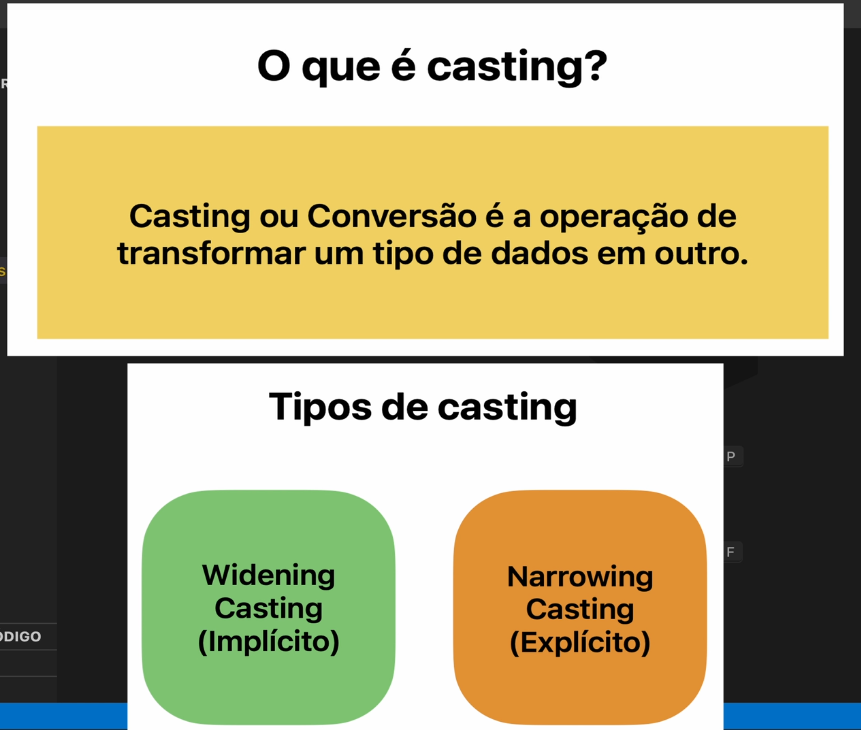 O que é casting?
R
Casting ou Conversão é a operação de
transformar um tipo de dados em outro.
S
Tipos de casting
P
F
Widening
Casting
(Implícito)
Narrowing
Casting
(Explícito)
ODIGO